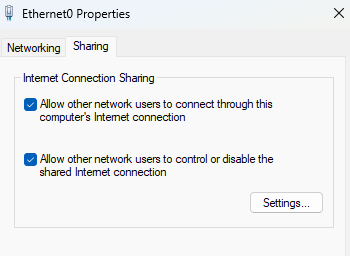 Ethernet0 Properties
Networking
Sharing
Internet Connection Sharing
Allow other network users to connect through this
computer's Internet connection
Allow other network users to control or disable the
shared Internet connection
Settings...